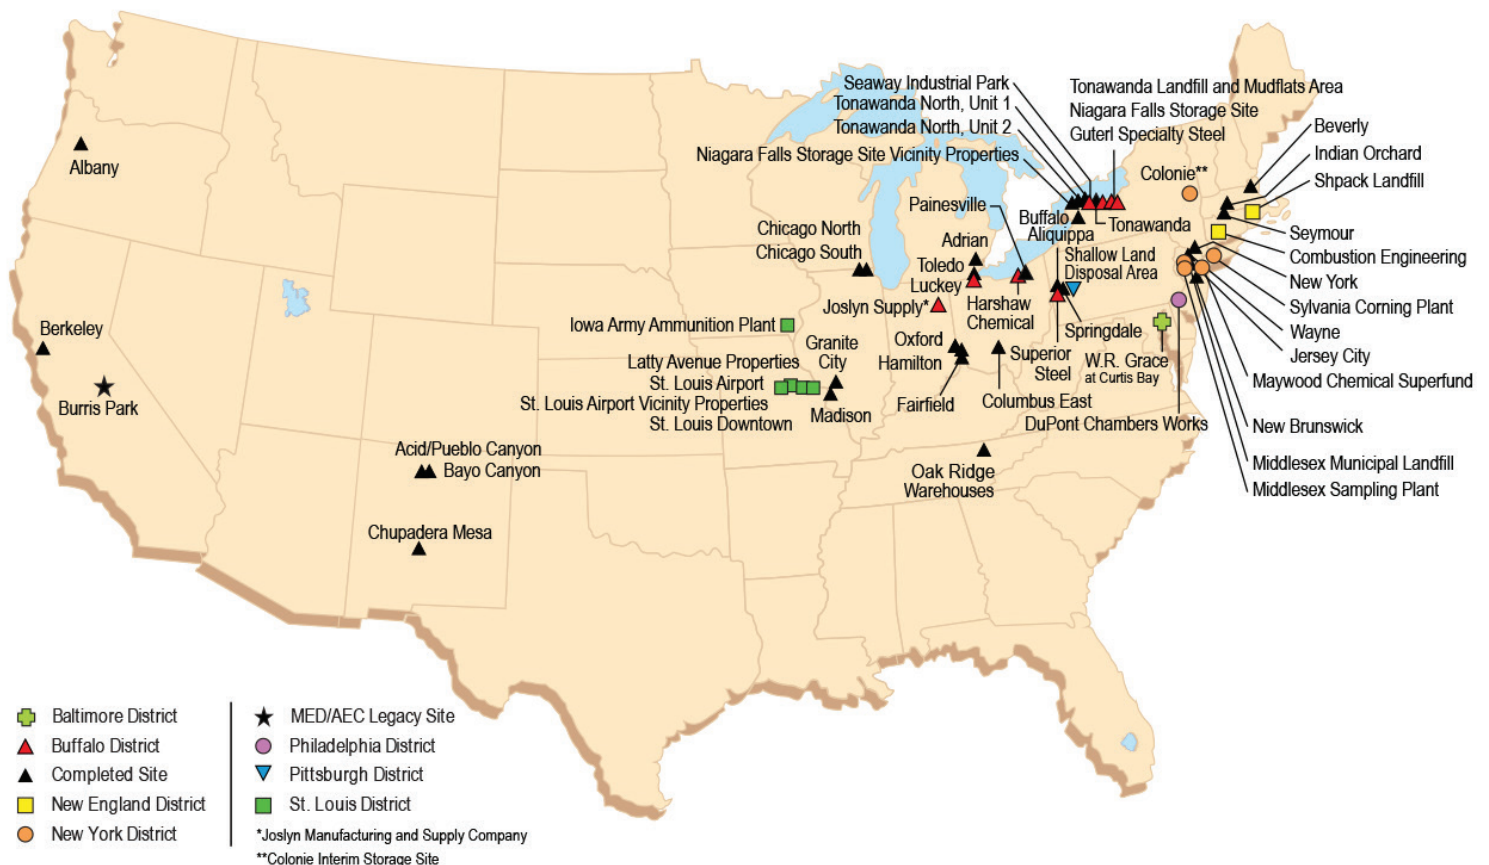 Seaway Industrial Park
Tonawanda North, Unit 1
Tonawanda North, Unit 2
Niagara Falls Storage Site Vicinity Properties
Tonawanda Landfill and Mudflats Area
Niagara Falls Storage Site
Guterl Specialty Steel
Beverly
Indian Orchard
Shpack Landfill
Colonie**
Albany
Painesville
Buffalo
Aliquippa
Tonawanda
Seymour
Combustion Engineering
New York
Sylvania Corning Plant
Wayne
Jersey City
Maywood Chemical Superfund
New Brunswick
Middlesex Municipal Landfill
Middlesex Sampling Plant
Chicago North
Chicago South
Adrian
Toledo
Luckey
Shallow Land
Disposal Area
Joslyn Supply*
Harshaw
Chemical
Springdale
Iowa Army Ammunition Plant
Granite
City
Oxford
Hamilton
Superior
Steel
W.R. Grace
at Curtis Bay
Berkeley
Burris Park
Latty Avenue Properties
St. Louis Airport
St. Louis Airport Vicinity Properties
St. Louis Downtown
Madison
Fairfield
Columbus East
DuPont Chambers Works
Acid/Pueblo Canyon
Bayo Canyon
Oak Ridge
Warehouses
Chupadera Mesa
Baltimore District
Buffalo District
Completed Site
New England District
New York District
MED/AEC Legacy Site
Philadelphia District
Pittsburgh District
St. Louis District
*Joslyn Manufacturing and Supply Company
**Colonie Interim Storage Site